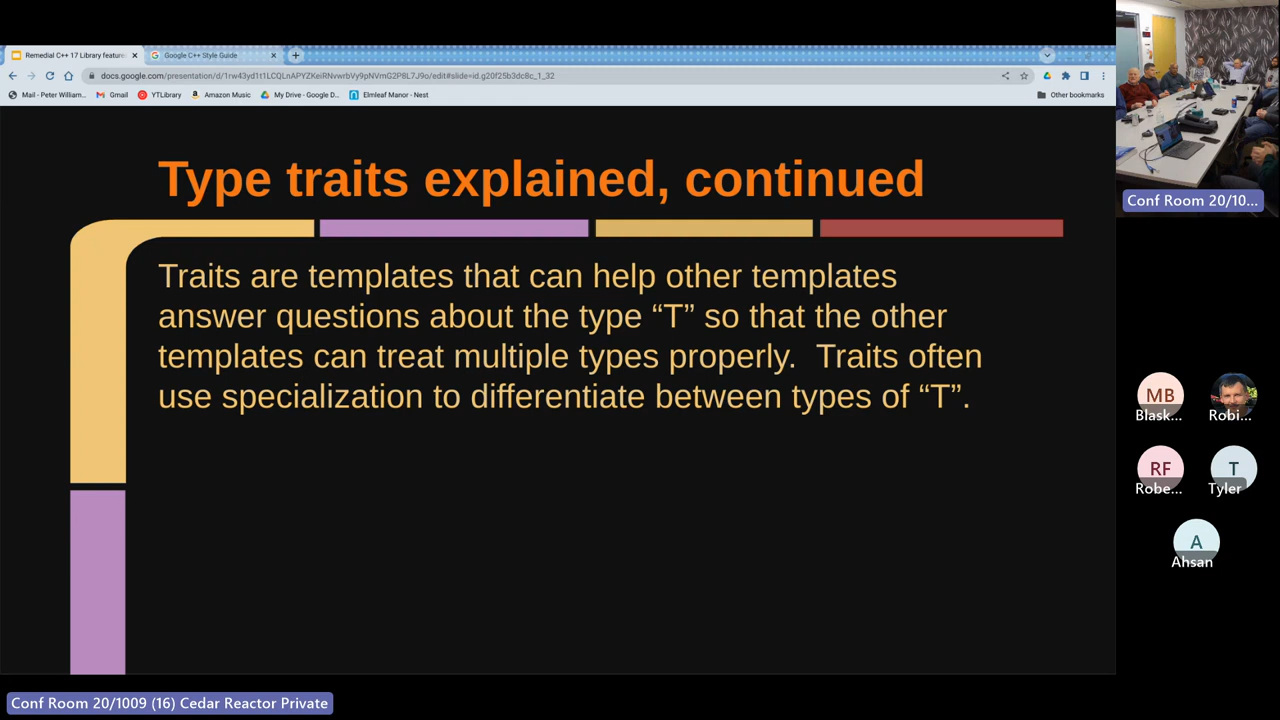 Remedial C++ 17 Library feature
Google C++ Style Guide
docs.google.com/presentation/d/1rw43yd1t1LCQLnAPYZKeiRNvwrbVy9pNVmG2P8L7J9o/edit#slide=id.g20f25b3dc8c_1_32
Mail - Peter William...
Gmail
YTLibrary
Amazon Music
My Drive - Google D...
Elmleaf Manor - Nest
Other bookmarks
Type traits explained, continued
Traits are templates that can help other templates
answer questions about the type “T” so that the other
templates can treat multiple types properly.  Traits often
use specialization to differentiate between types of “T”.
Conf Room 20/10...
MB
Blask...
Robi...
RF
Robe...
T
Tyler
A
Ahsan
Conf Room 20/1009 (16) Cedar Reactor Private